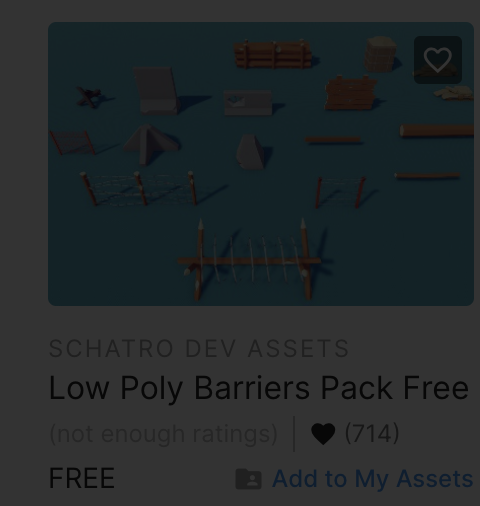 SCHATRO DEV ASSETS
Low Poly Barriers Pack Free
(not enough ratings) | (714)
FREE Add to My Assets